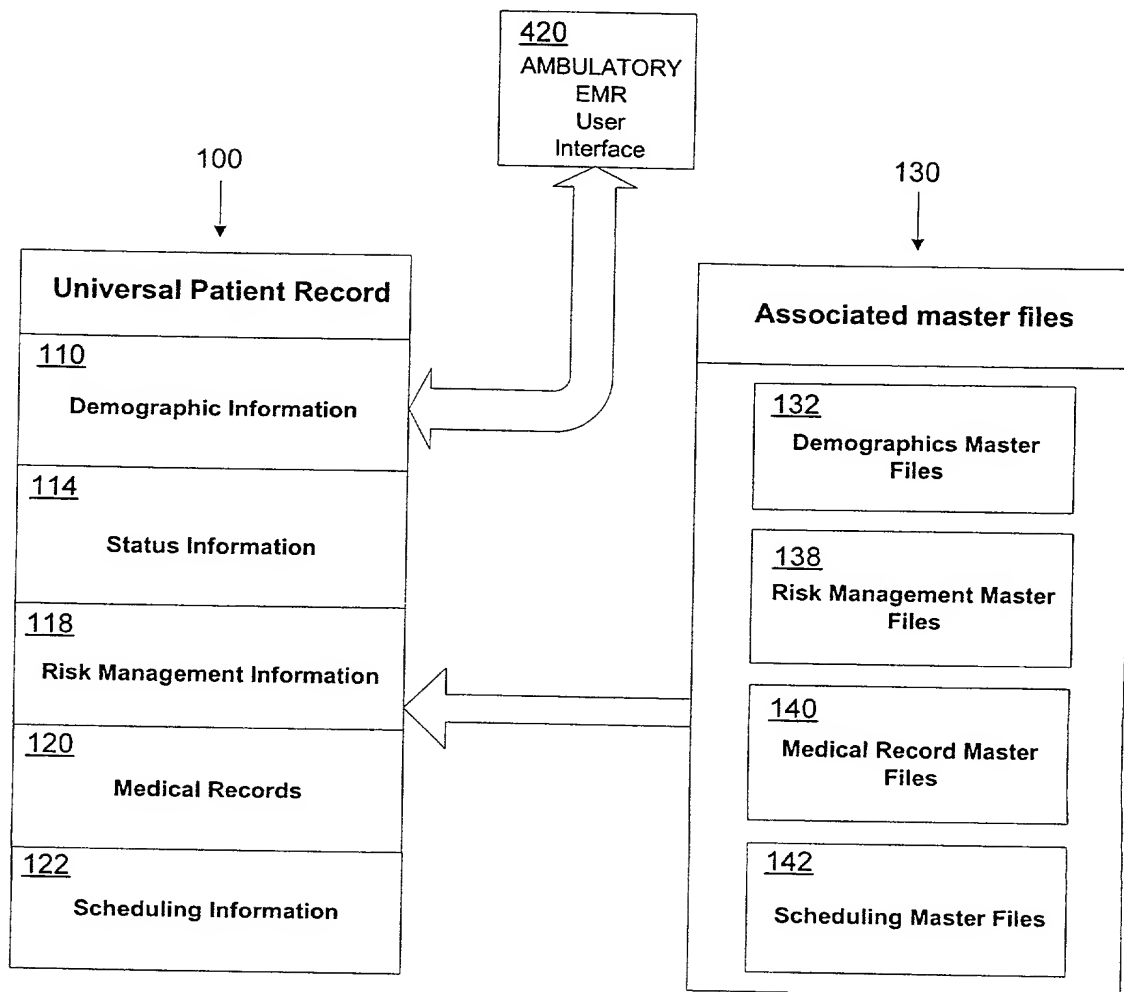 420
AMBULATORY
EMR
User
Interface
100
130
Universal Patient Record
110
Demographic Information
114
Status Information
118
Risk Management Information
120
Medical Records
122
Scheduling Information
Associated master files
132
Demographics Master
Files
138
Risk Management Master
Files
140
Medical Record Master
Files
142
Scheduling Master Files